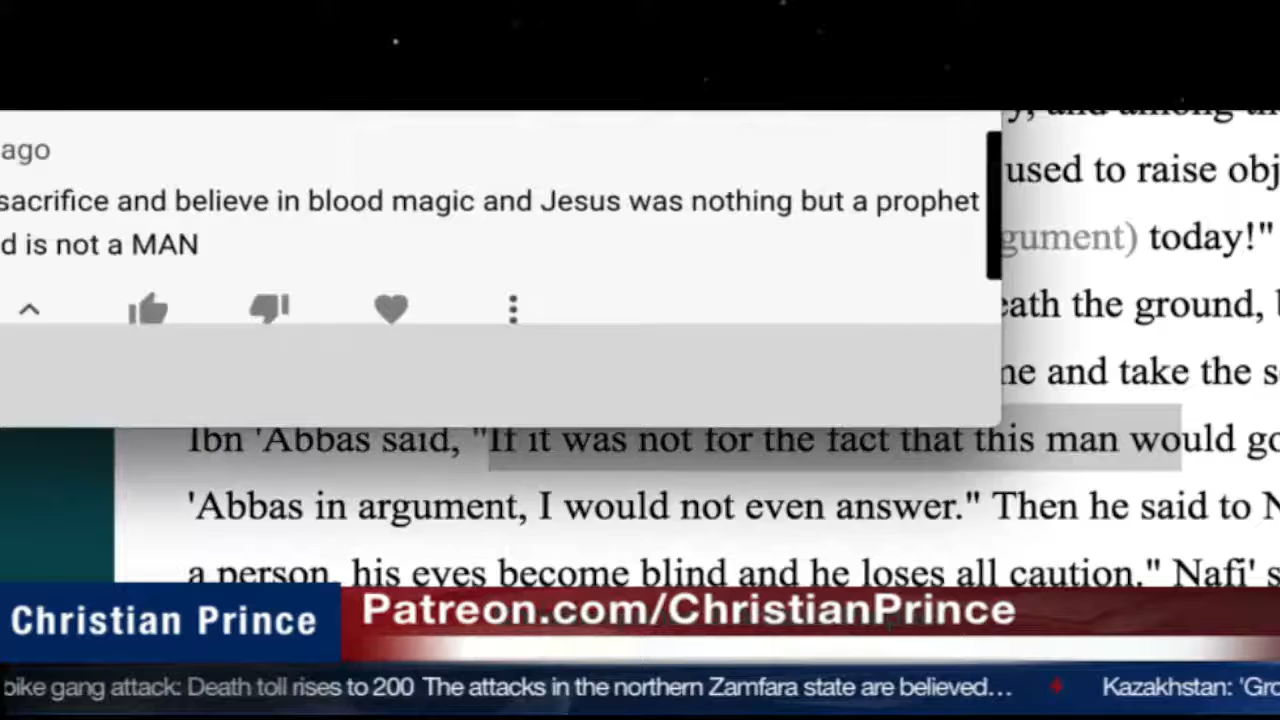 ago
sacrifice and believe in blood magic and Jesus was nothing but a prophet
d is not a MAN
y, and among
used to raise obj
gument) today!"
eath the ground,
ne and take the s
Ibn 'Abbas said, "If it was not for the fact that this man would go
'Abbas in argument, I would not even answer." Then he said to N
a person, his eyes become blind and he loses all caution." Nafi' s
Christian Prince
Patreon.com/ChristianPrince
bike gang attack: Death toll rises to 200 The attacks in the northern Zamfara state are believed... Kazakhstan: 'Gro